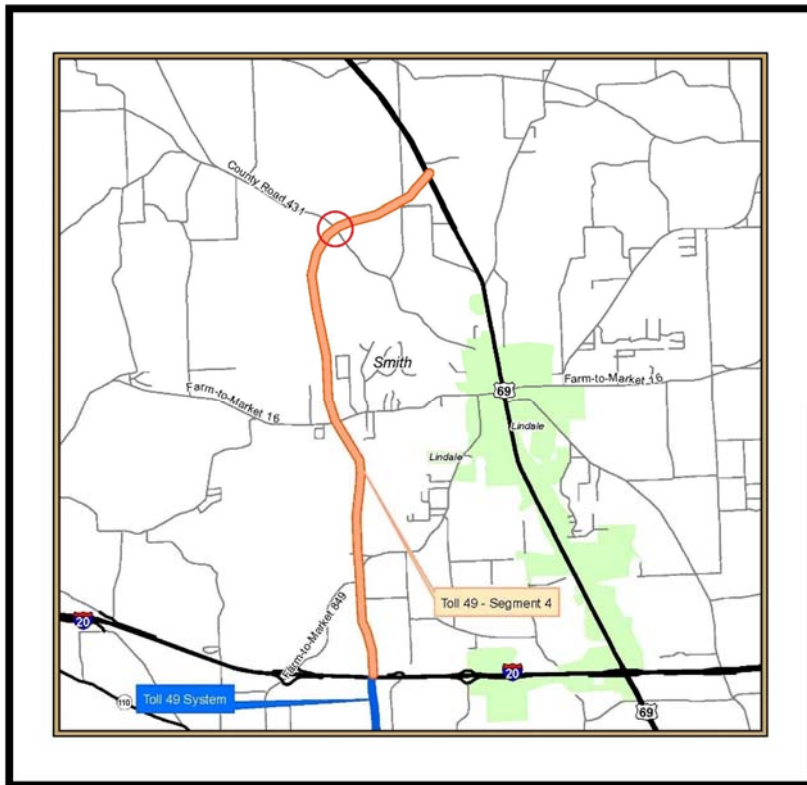 County Road 431
Smith
Farm-to-Market 16
69
Farm-to-Market 16
Lindale
Lindale
Toll 49 - Segment 4
Farm-to-Market 849
20
20
110
Toll 49 System
69